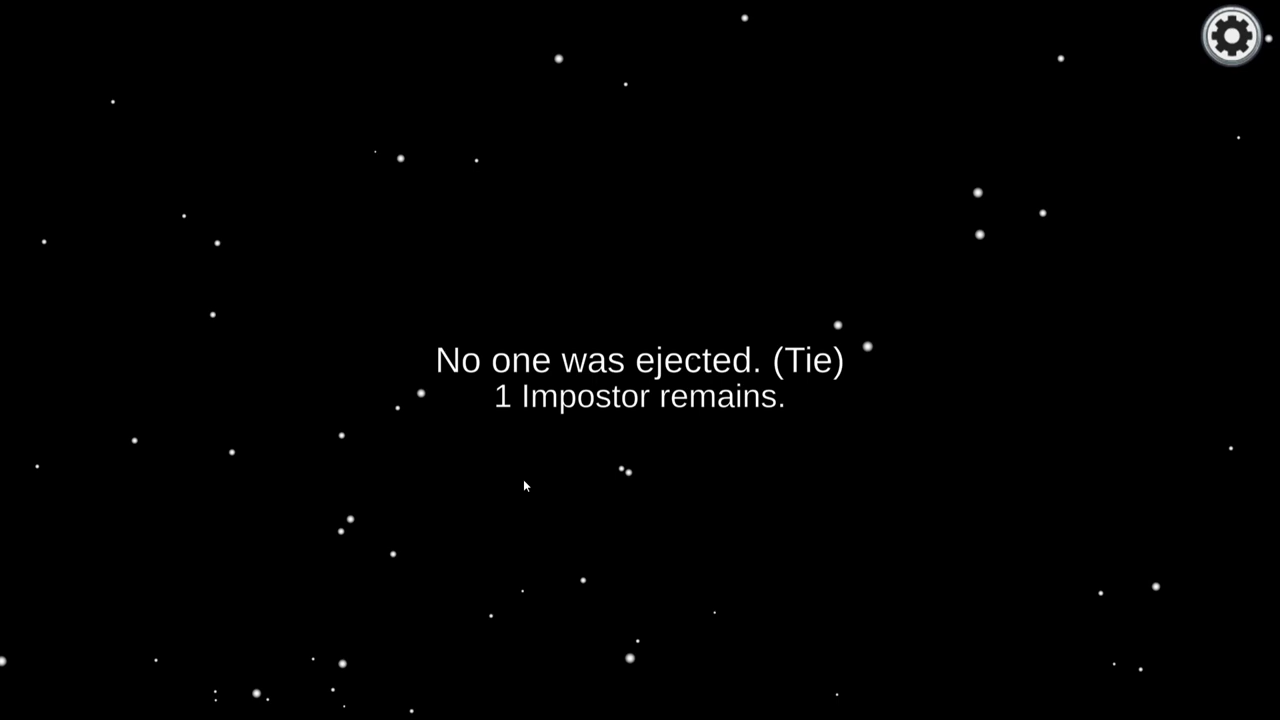 No one was ejected. (Tie)
1 Impostor remains.